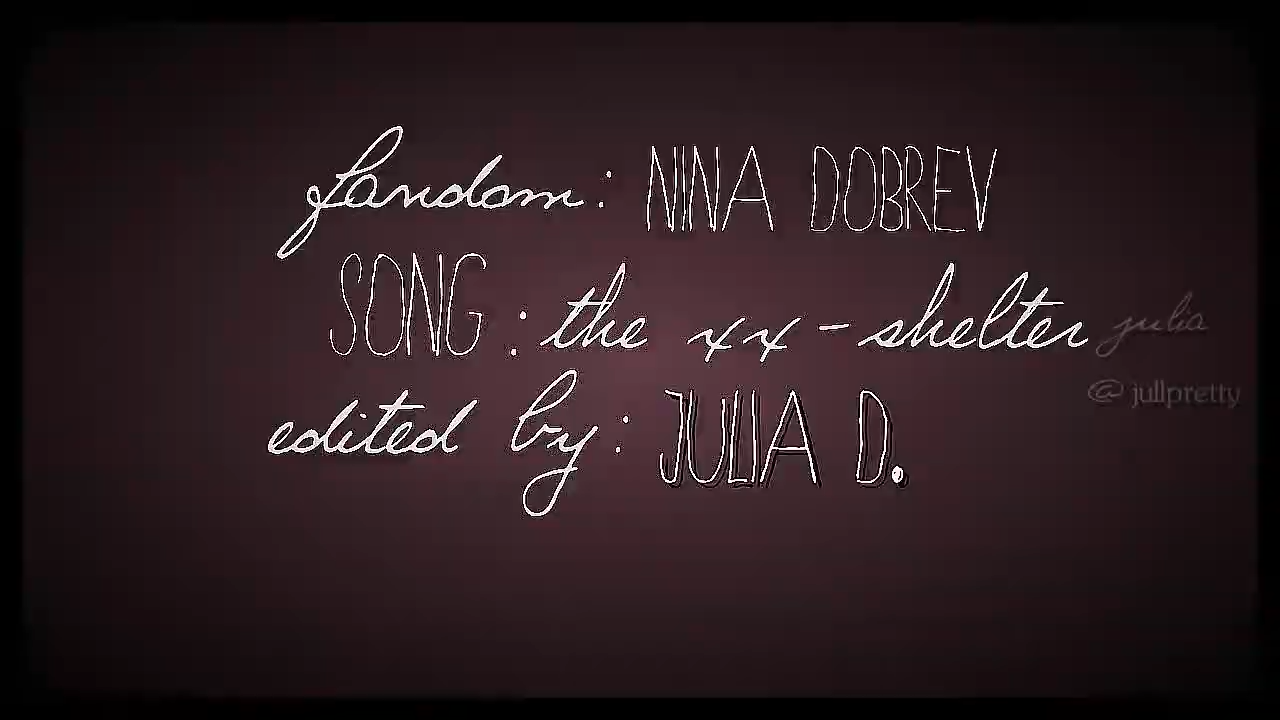 fandom: NINA DOBREV
SONG: the xx - shelter
julia
@jullpretty
edited by: JULIA D.